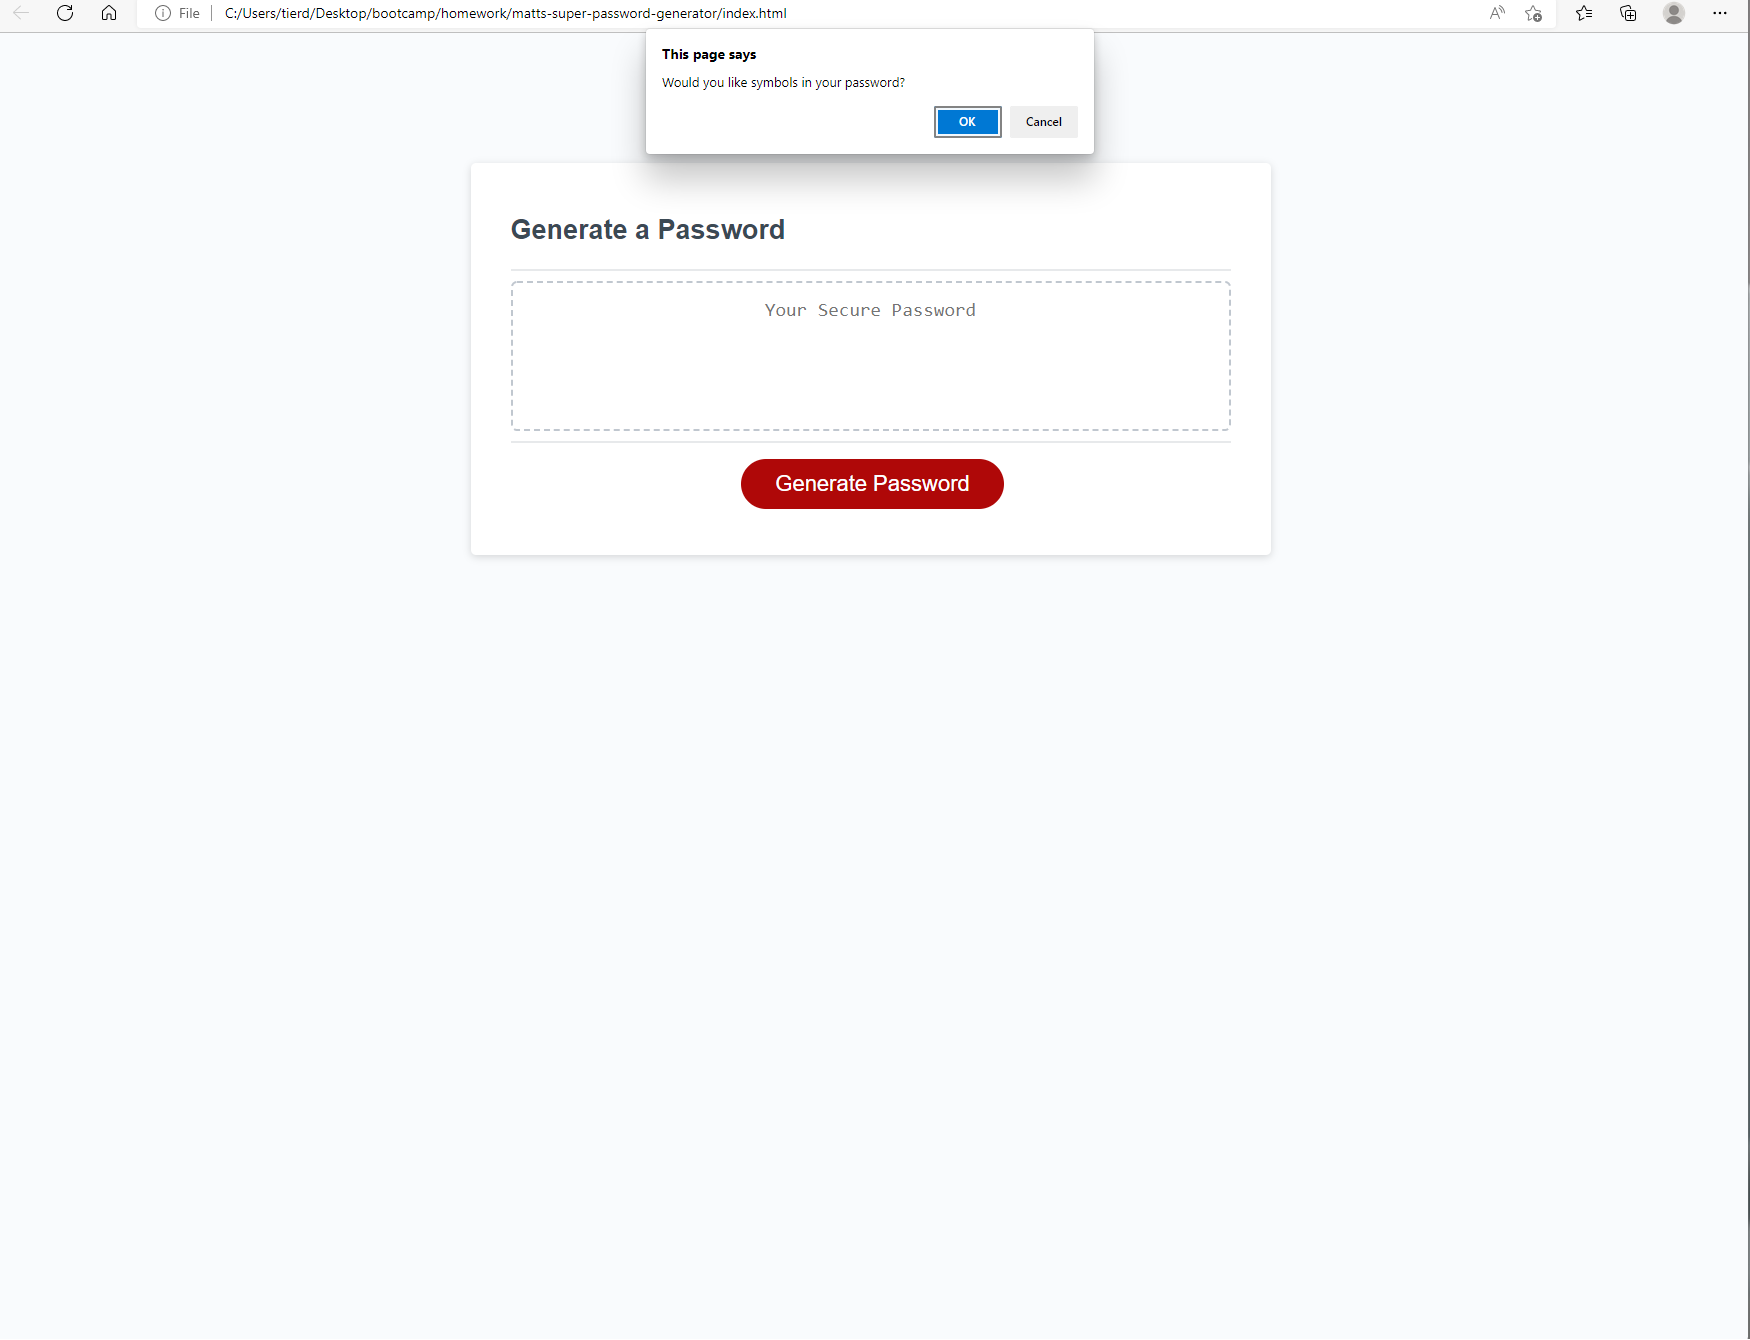 File C:/Users/tierd/Desktop/bootcamp/homework/matts-super-password-generator/index.html
This page says
Would you like symbols in your password?
OK Cancel
Generate a Password
Your Secure Password
Generate Password